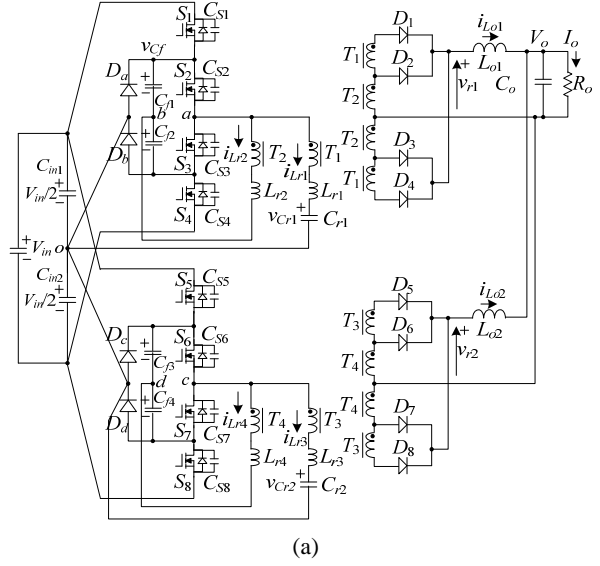 S1
CS1
vCf
S2
CS2
Da
Cf1
b
a
Cf2
Db
S3
CS3
S4
CS4
iLr2
T2
Lr2
iLr1
T1
Lr1
vCr1
Cr1
Cin1
Vin/2
Vin
o
Cin2
Vin/2
S5
CS5
S6
CS6
Dc
Cf3
d
c
Cf4
Dd
S7
CS7
S8
CS8
iLr4
T4
Lr4
iLr3
T3
Lr3
vCr2
Cr2
D1
T1
D2
T2
T2
D3
T1
D4
iLo1
Lo1
vr1
Vo
Io
Co
Ro
D5
T3
D6
T4
T4
D7
T3
D8
iLo2
Lo2
vr2
(a)